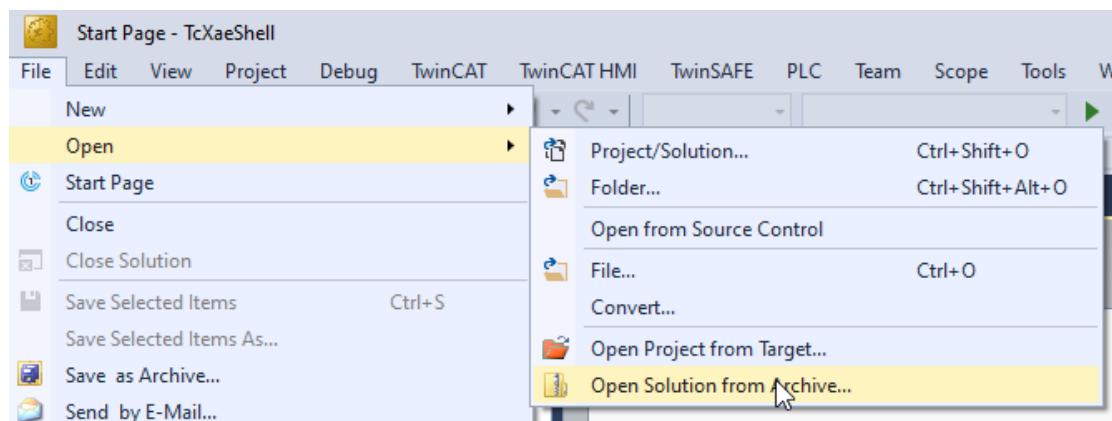 Start Page - TcXaeShell
File Edit View Project Debug TwinCAT TwinCAT HMI TwinSAFE PLC Team Scope Tools
New
Open
Start Page
Close
Close Solution
Save Selected Items Ctrl+S
Save Selected Items As...
Save as Archive...
Send by E-Mail...
Project/Solution... Ctrl+Shift+O
Folder... Ctrl+Shift+Alt+O
Open from Source Control
File... Ctrl+O
Convert...
Open Project from Target...
Open Solution from Archive...